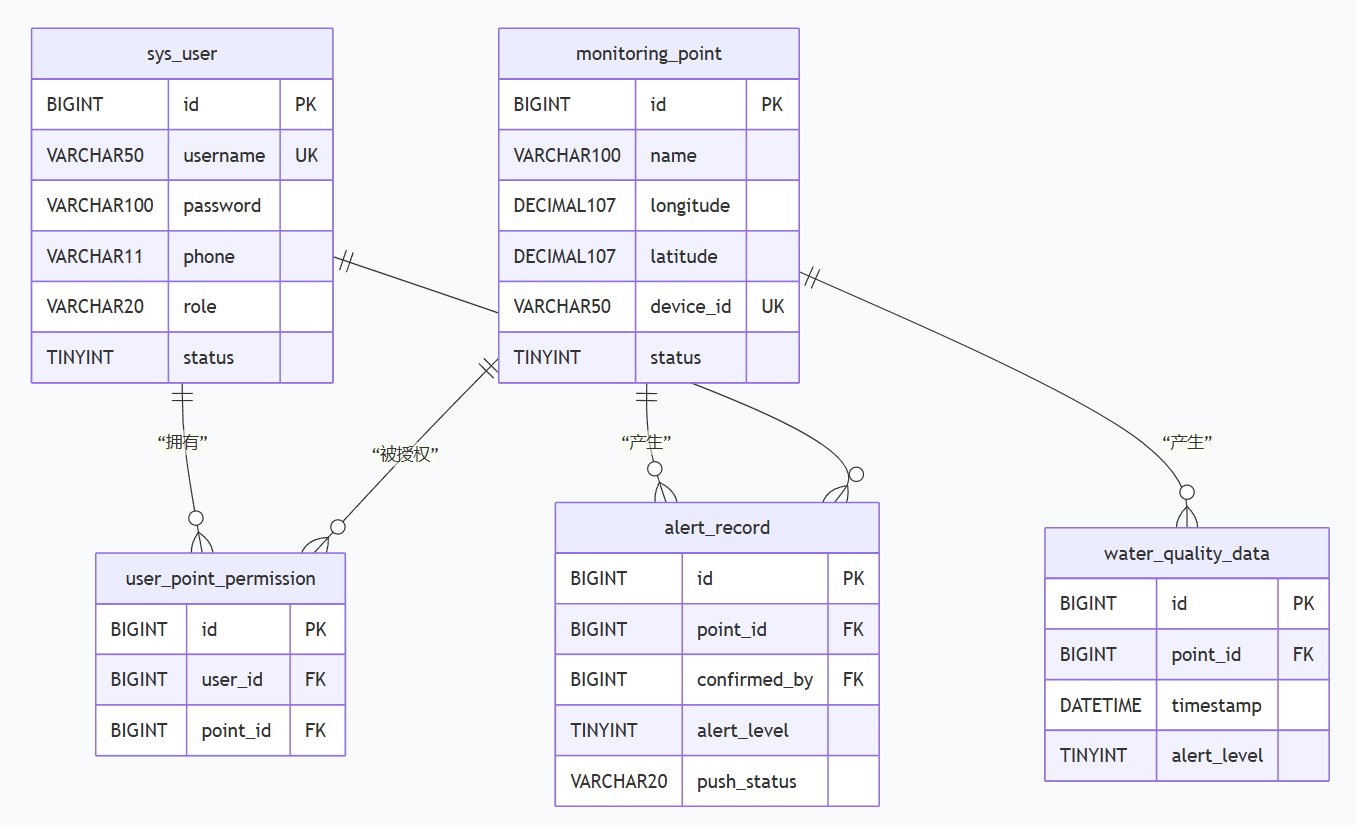 sys_user
BIGINT id PK
VARCHAR50 username UK
VARCHAR100 password
VARCHAR11 phone
VARCHAR20 role
TINYINT status
monitoring_point
BIGINT id PK
VARCHAR100 name
DECIMAL107 longitude
DECIMAL107 latitude
VARCHAR50 device_id UK
TINYINT status
“拥有”
“被授权”
“产生”
“产生”
user_point_permission
BIGINT id PK
BIGINT user_id FK
BIGINT point_id FK
alert_record
BIGINT id PK
BIGINT point_id FK
BIGINT confirmed_by FK
TINYINT alert_level
VARCHAR20 push_status
water_quality_data
BIGINT id PK
BIGINT point_id FK
DATETIME timestamp
TINYINT alert_level